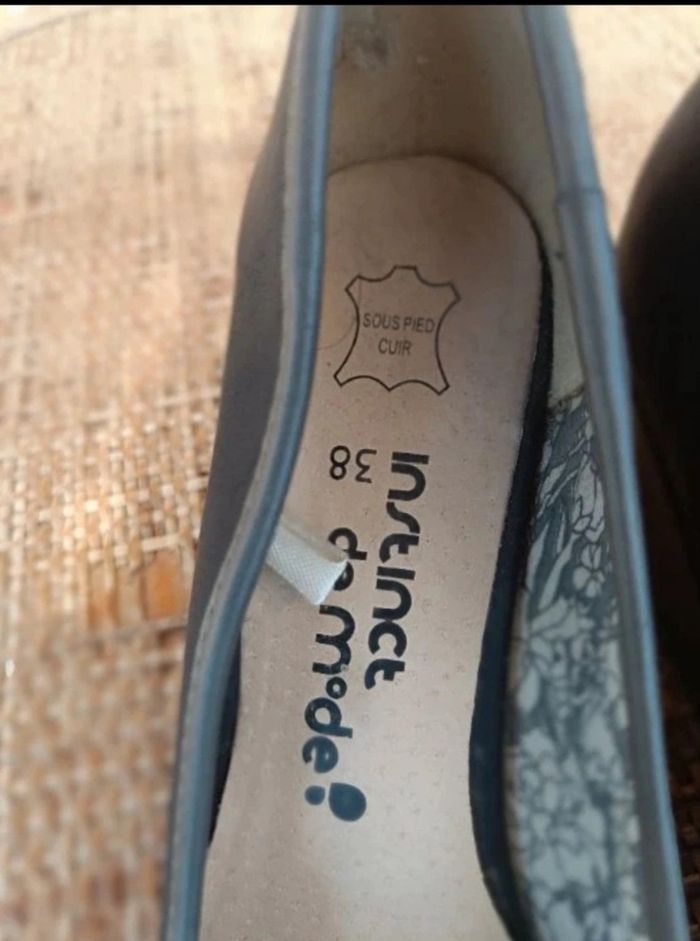 SOUS PIED
CUIR
38
Instinct
de mode!